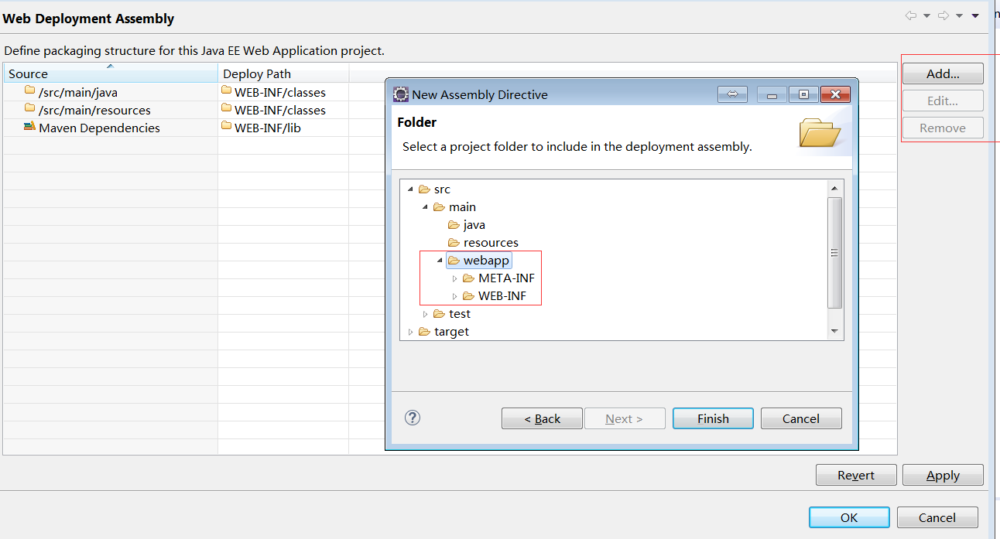 Web Deployment Assembly
Define packaging structure for this Java EE Web Application project.
Source Deploy Path
/src/main/java WEB-INF/classes
/src/main/resources WEB-INF/classes
Maven Dependencies WEB-INF/lib
Add...
Edit...
Remove
New Assembly Directive
Folder
Select a project folder to include in the deployment assembly.
src
main
java
resources
webapp
META-INF
WEB-INF
test
target
?
< Back Next > Finish Cancel
Revert Apply
OK Cancel